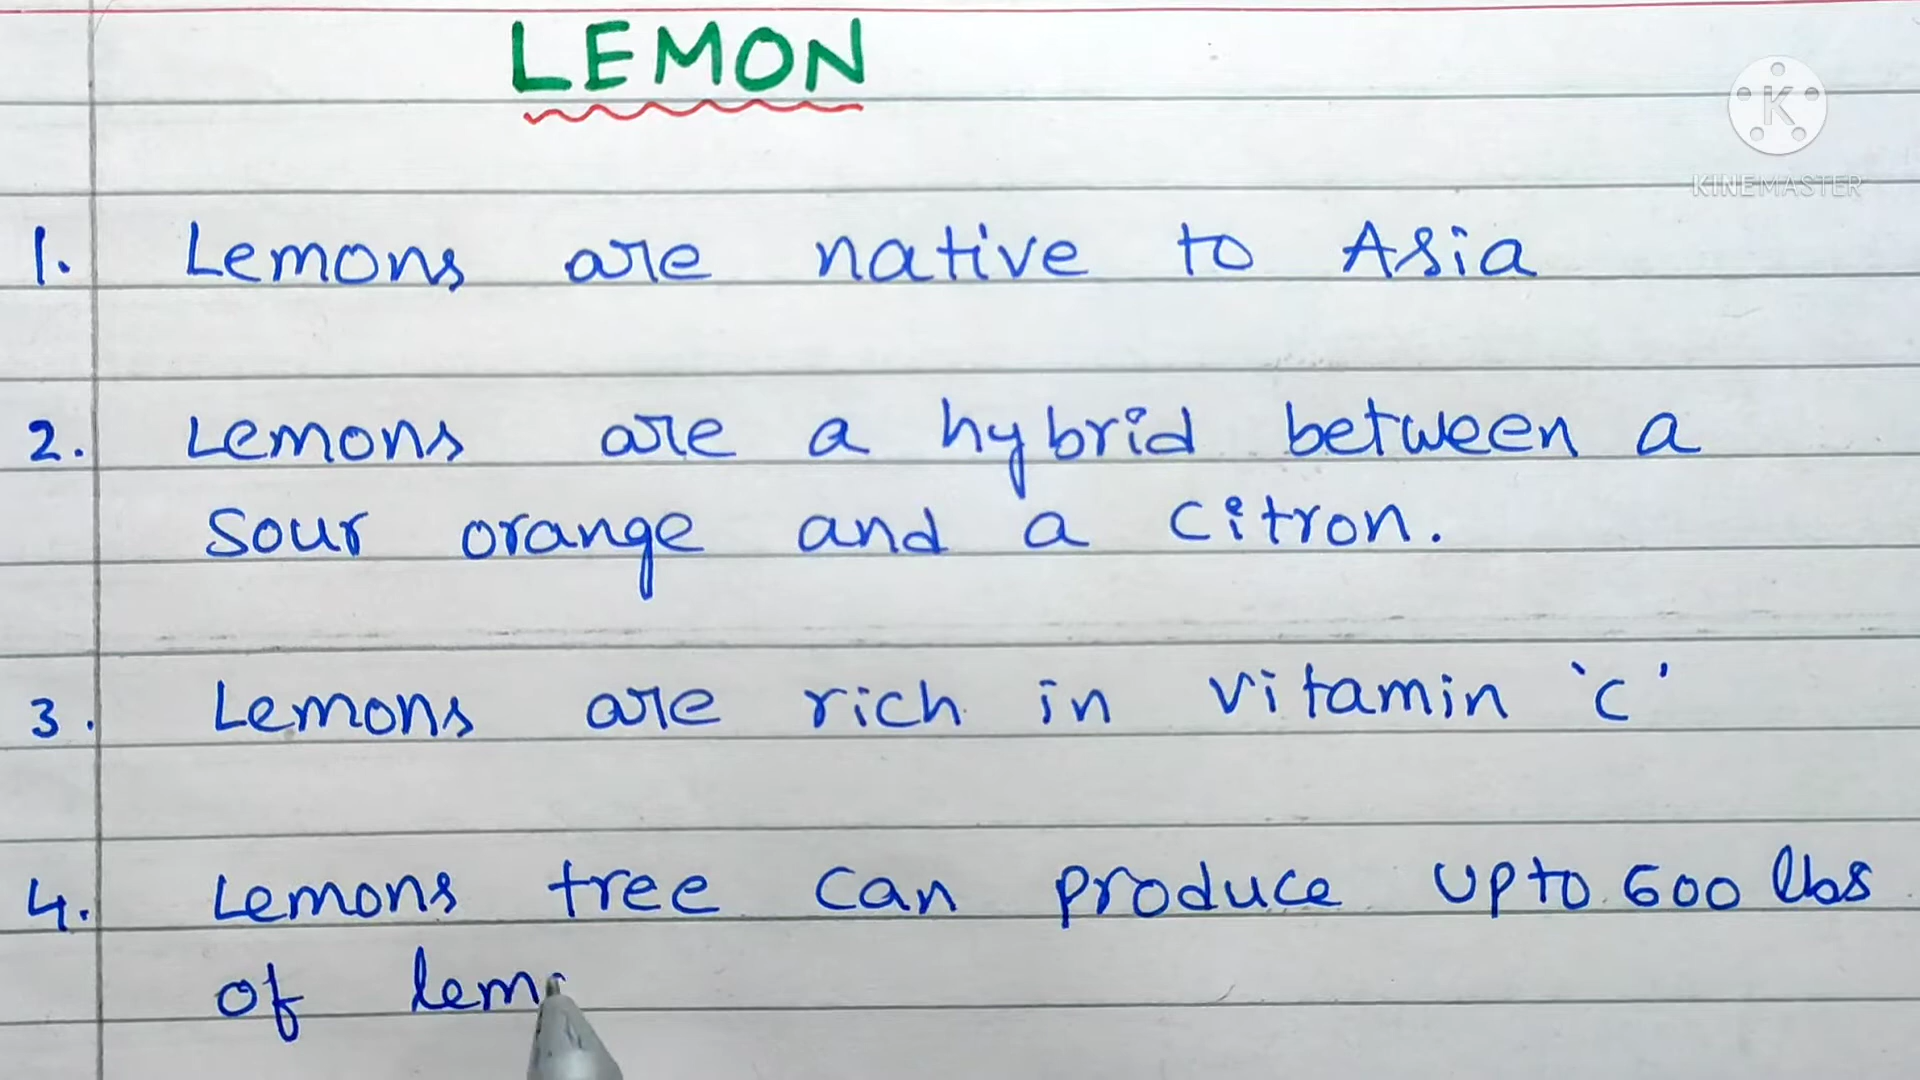 LEMON
K
KINEMASTER
1. Lemons are native to Asia
2. Lemons are a hybrid between a
sour orange and a citron.
3. Lemons are rich in vitamin 'c'
4. Lemons tree can produce upto 600 lbs
of lem